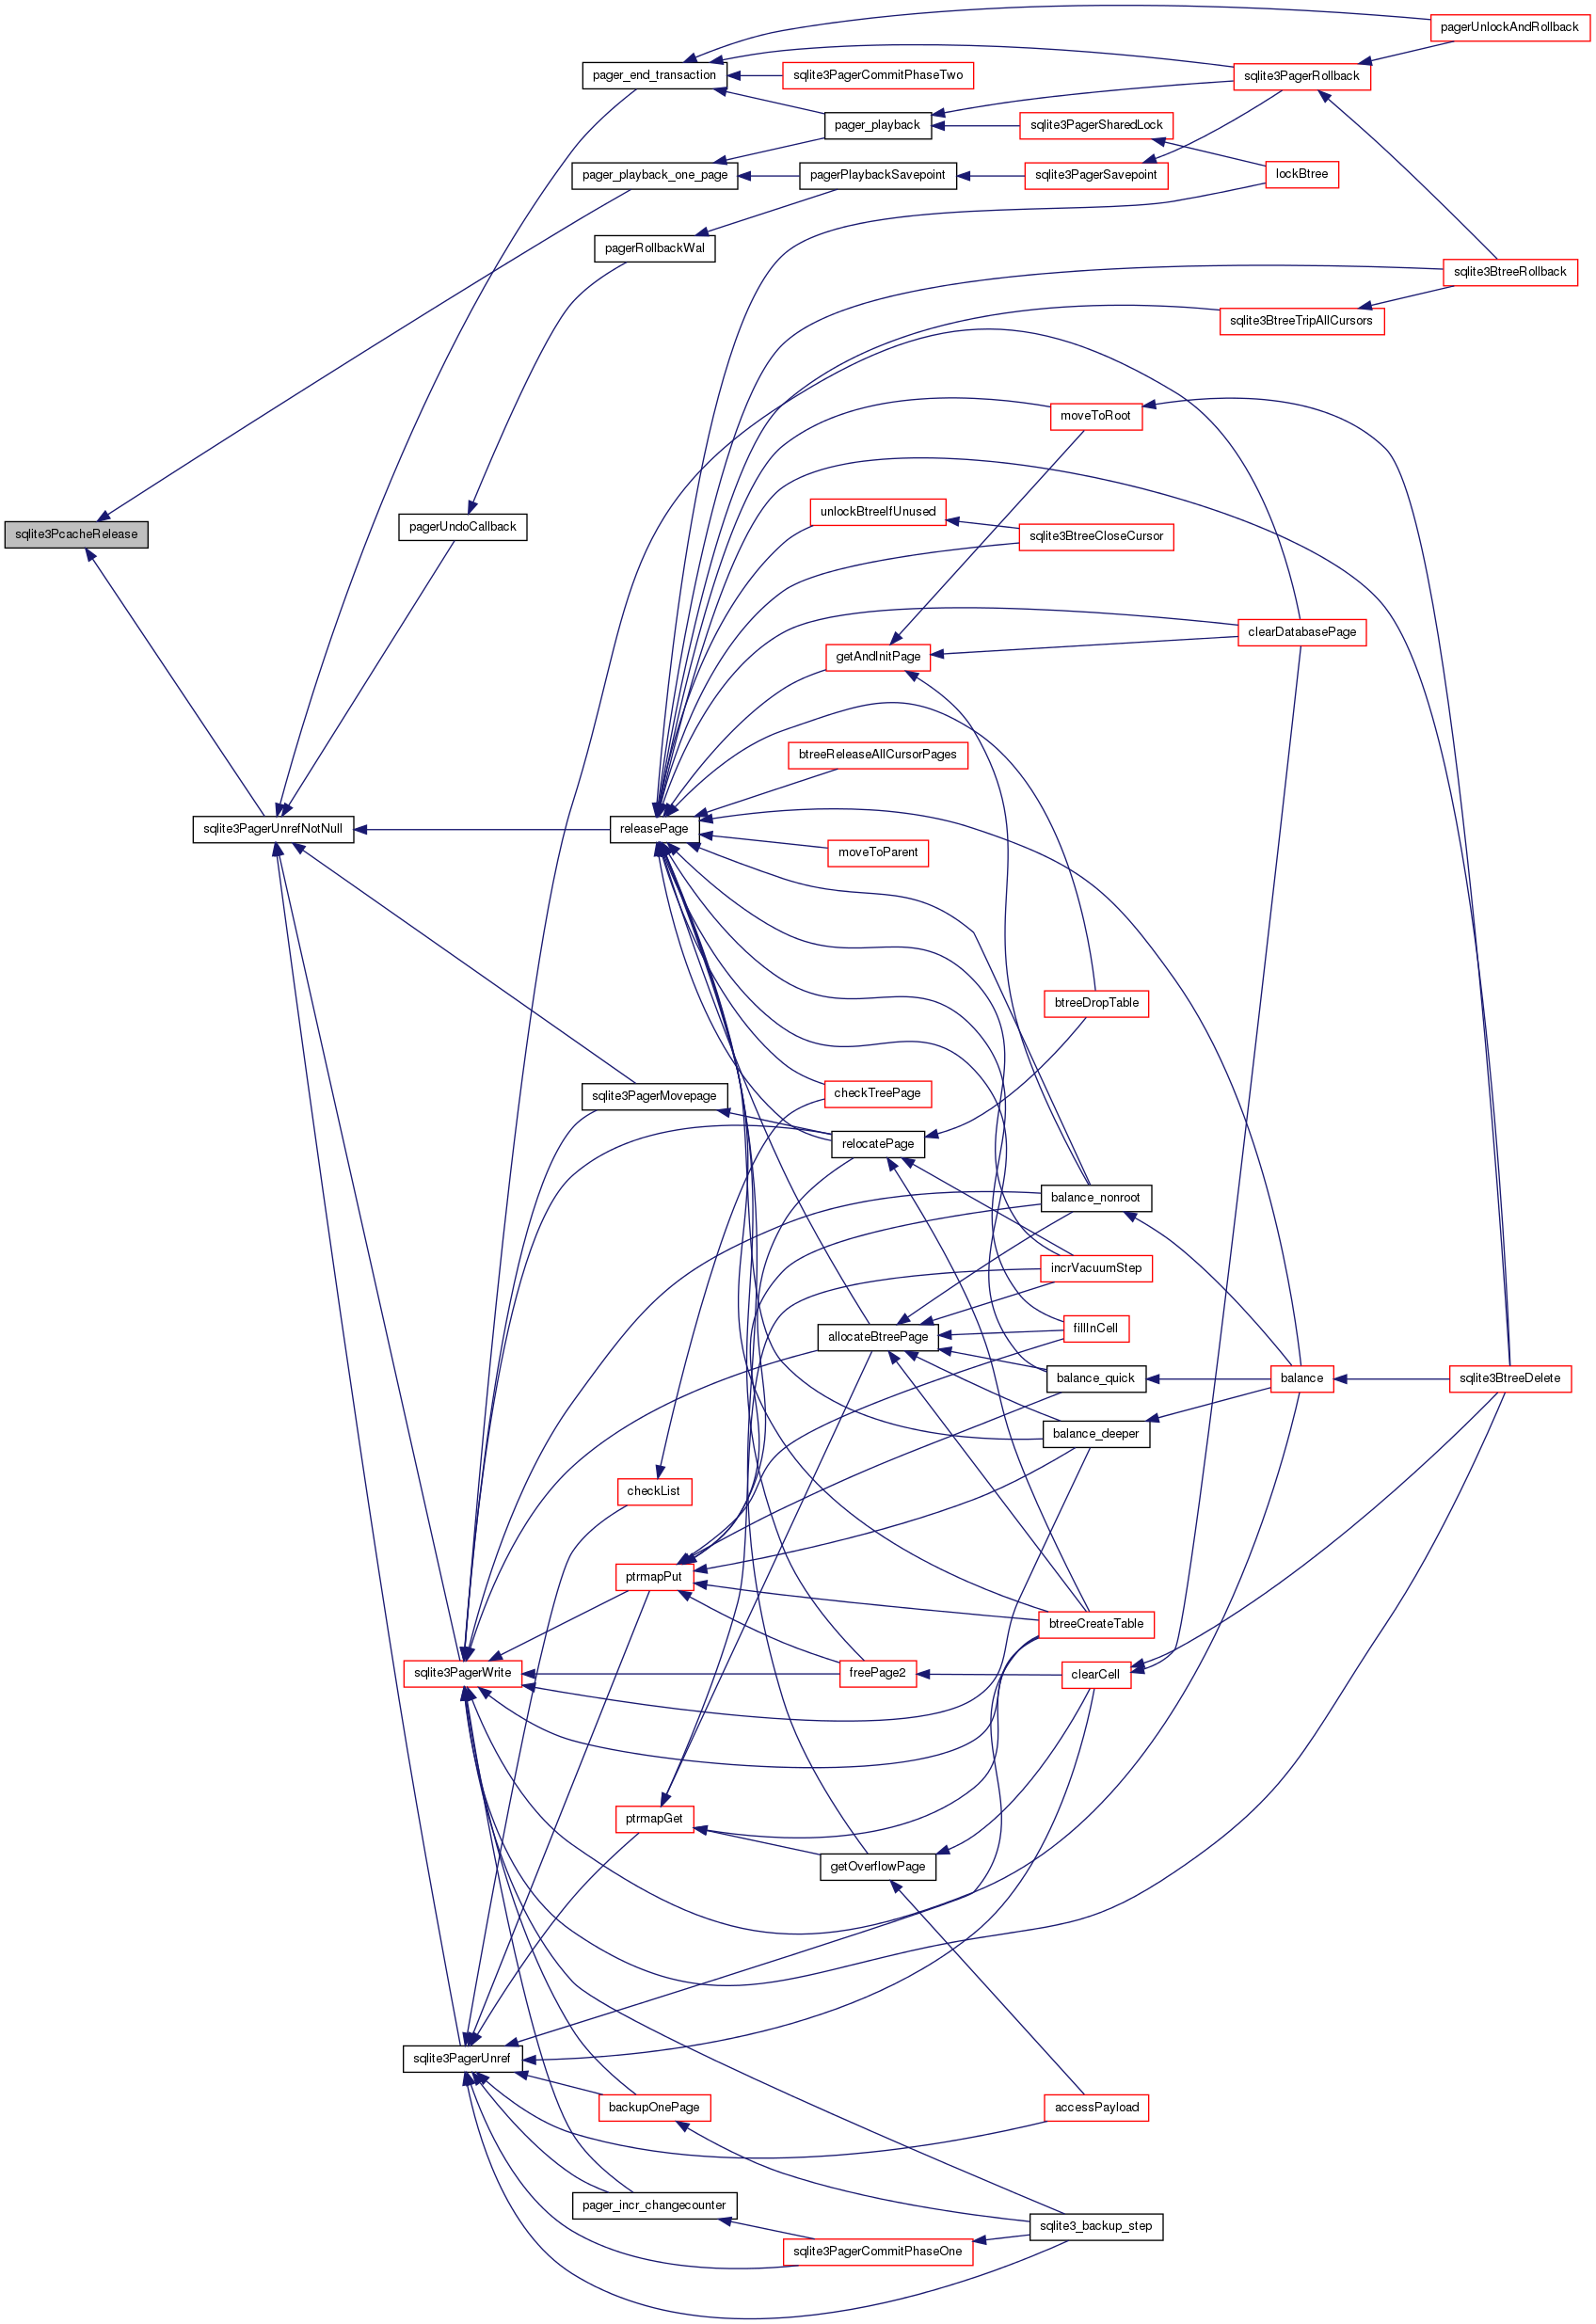 pagerUnlockAndRollback
pager_end_transaction
sqlite3PagerCommitPhaseTwo
sqlite3PagerRollback
pager_playback
sqlite3PagerSharedLock
pager_playback_one_page
pagerPlaybackSavepoint
sqlite3PagerSavepoint
lockBtree
pagerRollbackWal
sqlite3BtreeRollback
sqlite3BtreeTripAllCursors
moveToRoot
unlockBtreeIfUnused
sqlite3PcacheRelease
pagerUndoCallback
sqlite3BtreeCloseCursor
clearDatabasePage
getAndInitPage
btreeReleaseAllCursorPages
sqlite3PagerUnrefNotNull
releasePage
moveToParent
btreeDropTable
sqlite3PagerMovepage
checkTreePage
relocatePage
balance_nonroot
incrVacuumStep
allocateBtreePage
fillInCell
balance_quick
balance
sqlite3BtreeDelete
balance_deeper
checkList
ptrmapPut
btreeCreateTable
sqlite3PagerWrite
freePage2
clearCell
ptrmapGet
getOverflowPage
sqlite3PagerUnref
backupOnePage
accessPayload
pager_incr_changecounter
sqlite3_backup_step
sqlite3PagerCommitPhaseOne